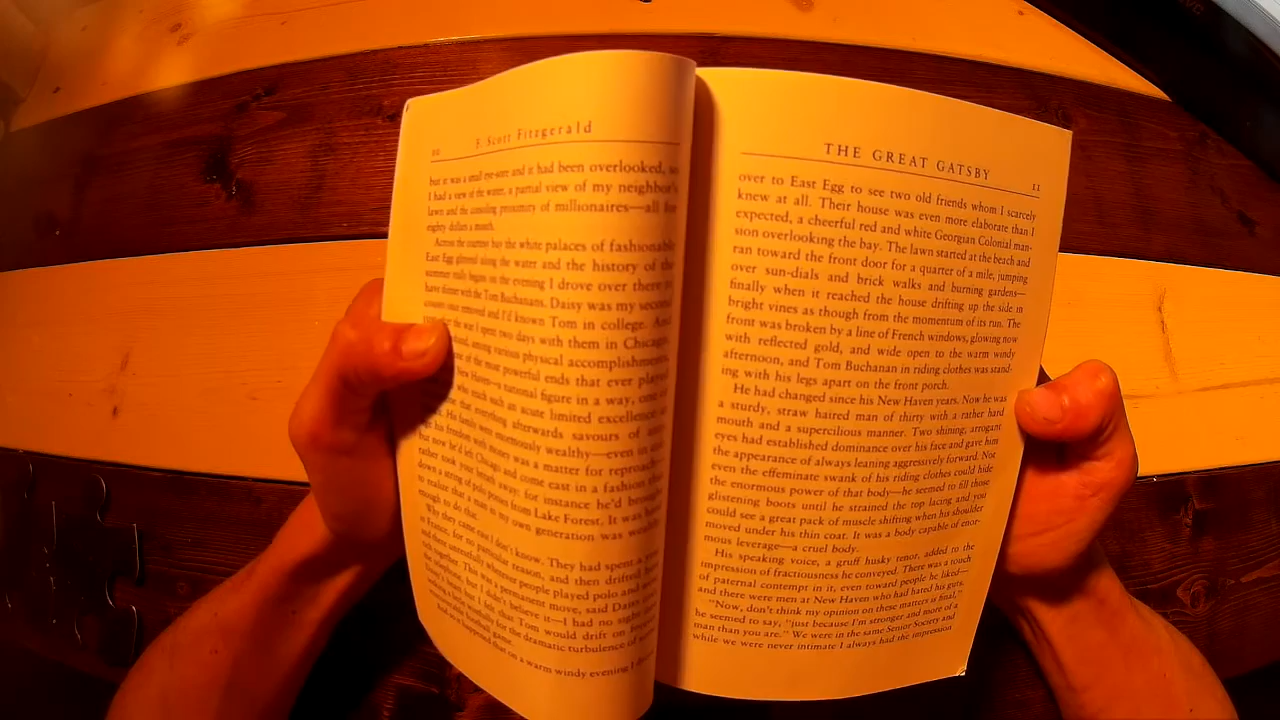 10
F. Scott Fitzgerald
but it was a small eye-sore and it had been overlooked, so
I had a view of the water, a partial view of my neighbor's
lawn and the consoling proximity of millionaires—all for
eighty dollars a month.
Across the courtesy bay the white palaces of fashionable
East Egg glittered along the water and the history of the
summer really begins on the evening I drove over there to
have dinner with the Tom Buchanans. Daisy was my second
cousin once removed and I'd known Tom in college. And
just after the war I spent two days with them in Chicago.
among various physical accomplishments,
one of the most powerful ends that ever played
New Haven—a national figure in a way, one of
who reach such an acute limited excellence at
that everything afterwards savours of
His family were enormously wealthy—even in
his freedom with money was a matter for reproach—
but now he'd left Chicago and come east in a fashion that
rather took your breath away: for instance he'd brought
down a string of polo ponies from Lake Forest. It was hard
to realize that a man in my own generation was wealthy
enough to do that.
Why they came east I don't know. They had spent a year
in France, for no particular reason, and then drifted here
and there unrestfully wherever people played polo and were
rich together. This was a permanent move, said Daisy over
the telephone, but I didn't believe it—I had no sight into
Daisy's heart but I felt that Tom would drift on forever
seeking a little wistfully for the dramatic turbulence of some
irrecoverable football game.
And so it happened that on a warm windy evening I drove
THE GREAT GATSBY
11
over to East Egg to see two old friends whom I scarcely
knew at all. Their house was even more elaborate than I
expected, a cheerful red and white Georgian Colonial man-
sion overlooking the bay. The lawn started at the beach and
ran toward the front door for a quarter of a mile, jumping
over sun-dials and brick walks and burning gardens—
finally when it reached the house drifting up the side in
bright vines as though from the momentum of its run. The
front was broken by a line of French windows, glowing now
with reflected gold, and wide open to the warm windy
afternoon, and Tom Buchanan in riding clothes was stand-
ing with his legs apart on the front porch.
He had changed since his New Haven years. Now he was
a sturdy, straw haired man of thirty with a rather hard
mouth and a supercilious manner. Two shining, arrogant
eyes had established dominance over his face and gave him
the appearance of always leaning aggressively forward. Not
even the effeminate swank of his riding clothes could hide
the enormous power of that body—he seemed to fill those
glistening boots until he strained the top lacing and you
could see a great pack of muscle shifting when his shoulder
moved under his thin coat. It was a body capable of enor-
mous leverage—a cruel body.
His speaking voice, a gruff husky tenor, added to the
impression of fractiousness he conveyed. There was a touch
of paternal contempt in it, even toward people he liked—
and there were men at New Haven who had hated his guts.
"Now, don't think my opinion on these matters is final,"
he seemed to say, "just because I'm stronger and more of a
man than you are." We were in the same Senior Society and
while we were never intimate I always had the impression